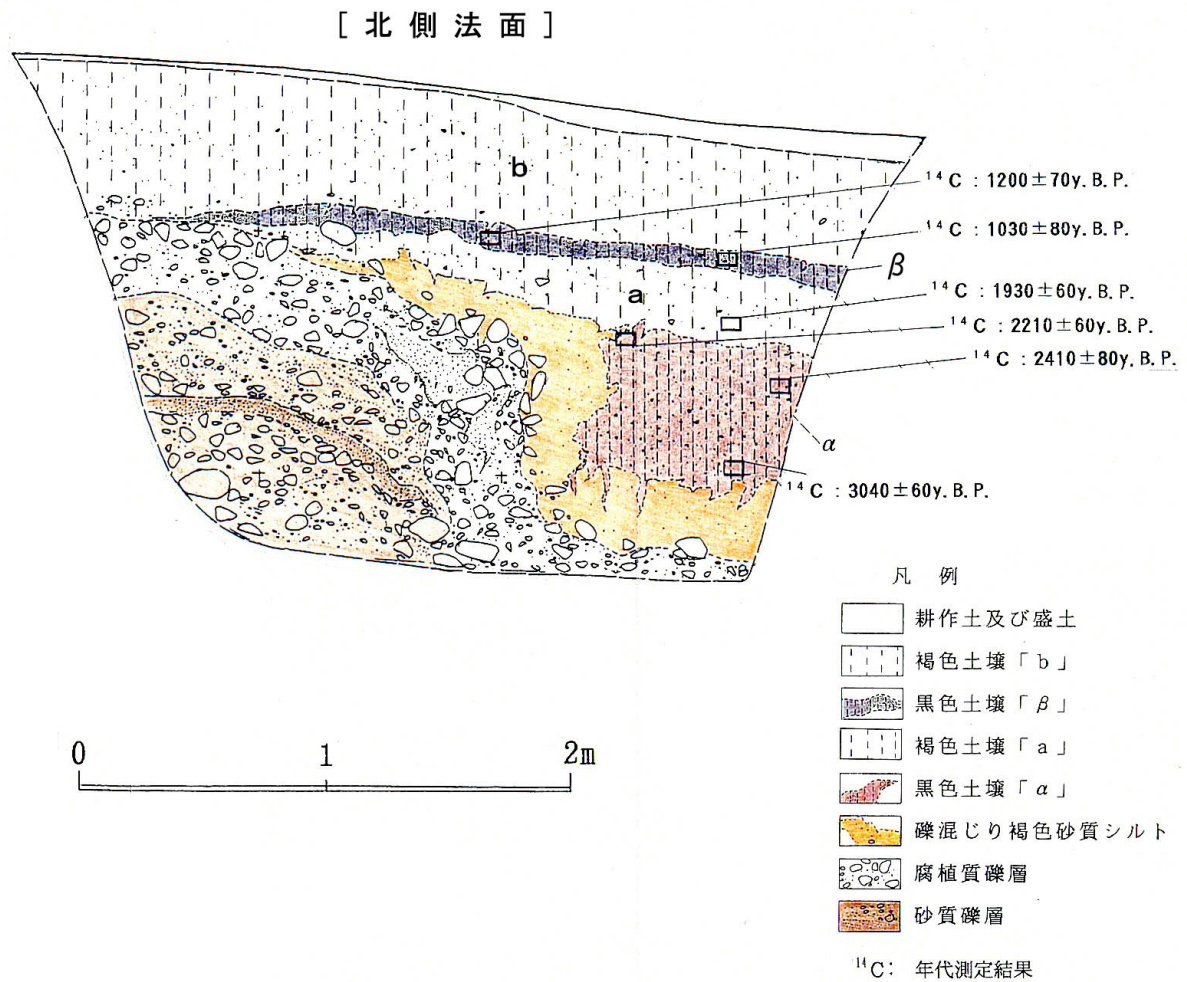 [北側法面]
b
¹⁴C : 1200±70y. B. P.
¹⁴C : 1030±80y. B. P.
β
a
¹⁴C : 1930±60y. B. P.
¹⁴C : 2210±60y. B. P.
¹⁴C : 2410±80y. B. P.
α
¹⁴C : 3040±60y. B. P.
凡 例
耕作土及び盛土
褐色土壌「b」
黒色土壌「β」
褐色土壌「a」
黒色土壌「α」
礫混じり褐色砂質シルト
腐植質礫層
砂質礫層
¹⁴C: 年代測定結果
0 1 2m